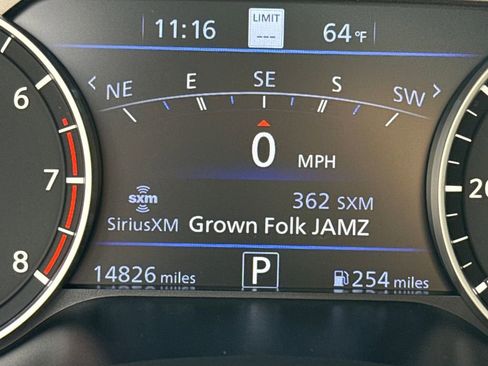 11:16 LIMIT --- 64°F
< NE E SE S SW >
6
0 MPH
7
20
sxm 362 SXM
SiriusXM Grown Folk JAMZ
8
14826 miles P 254 miles